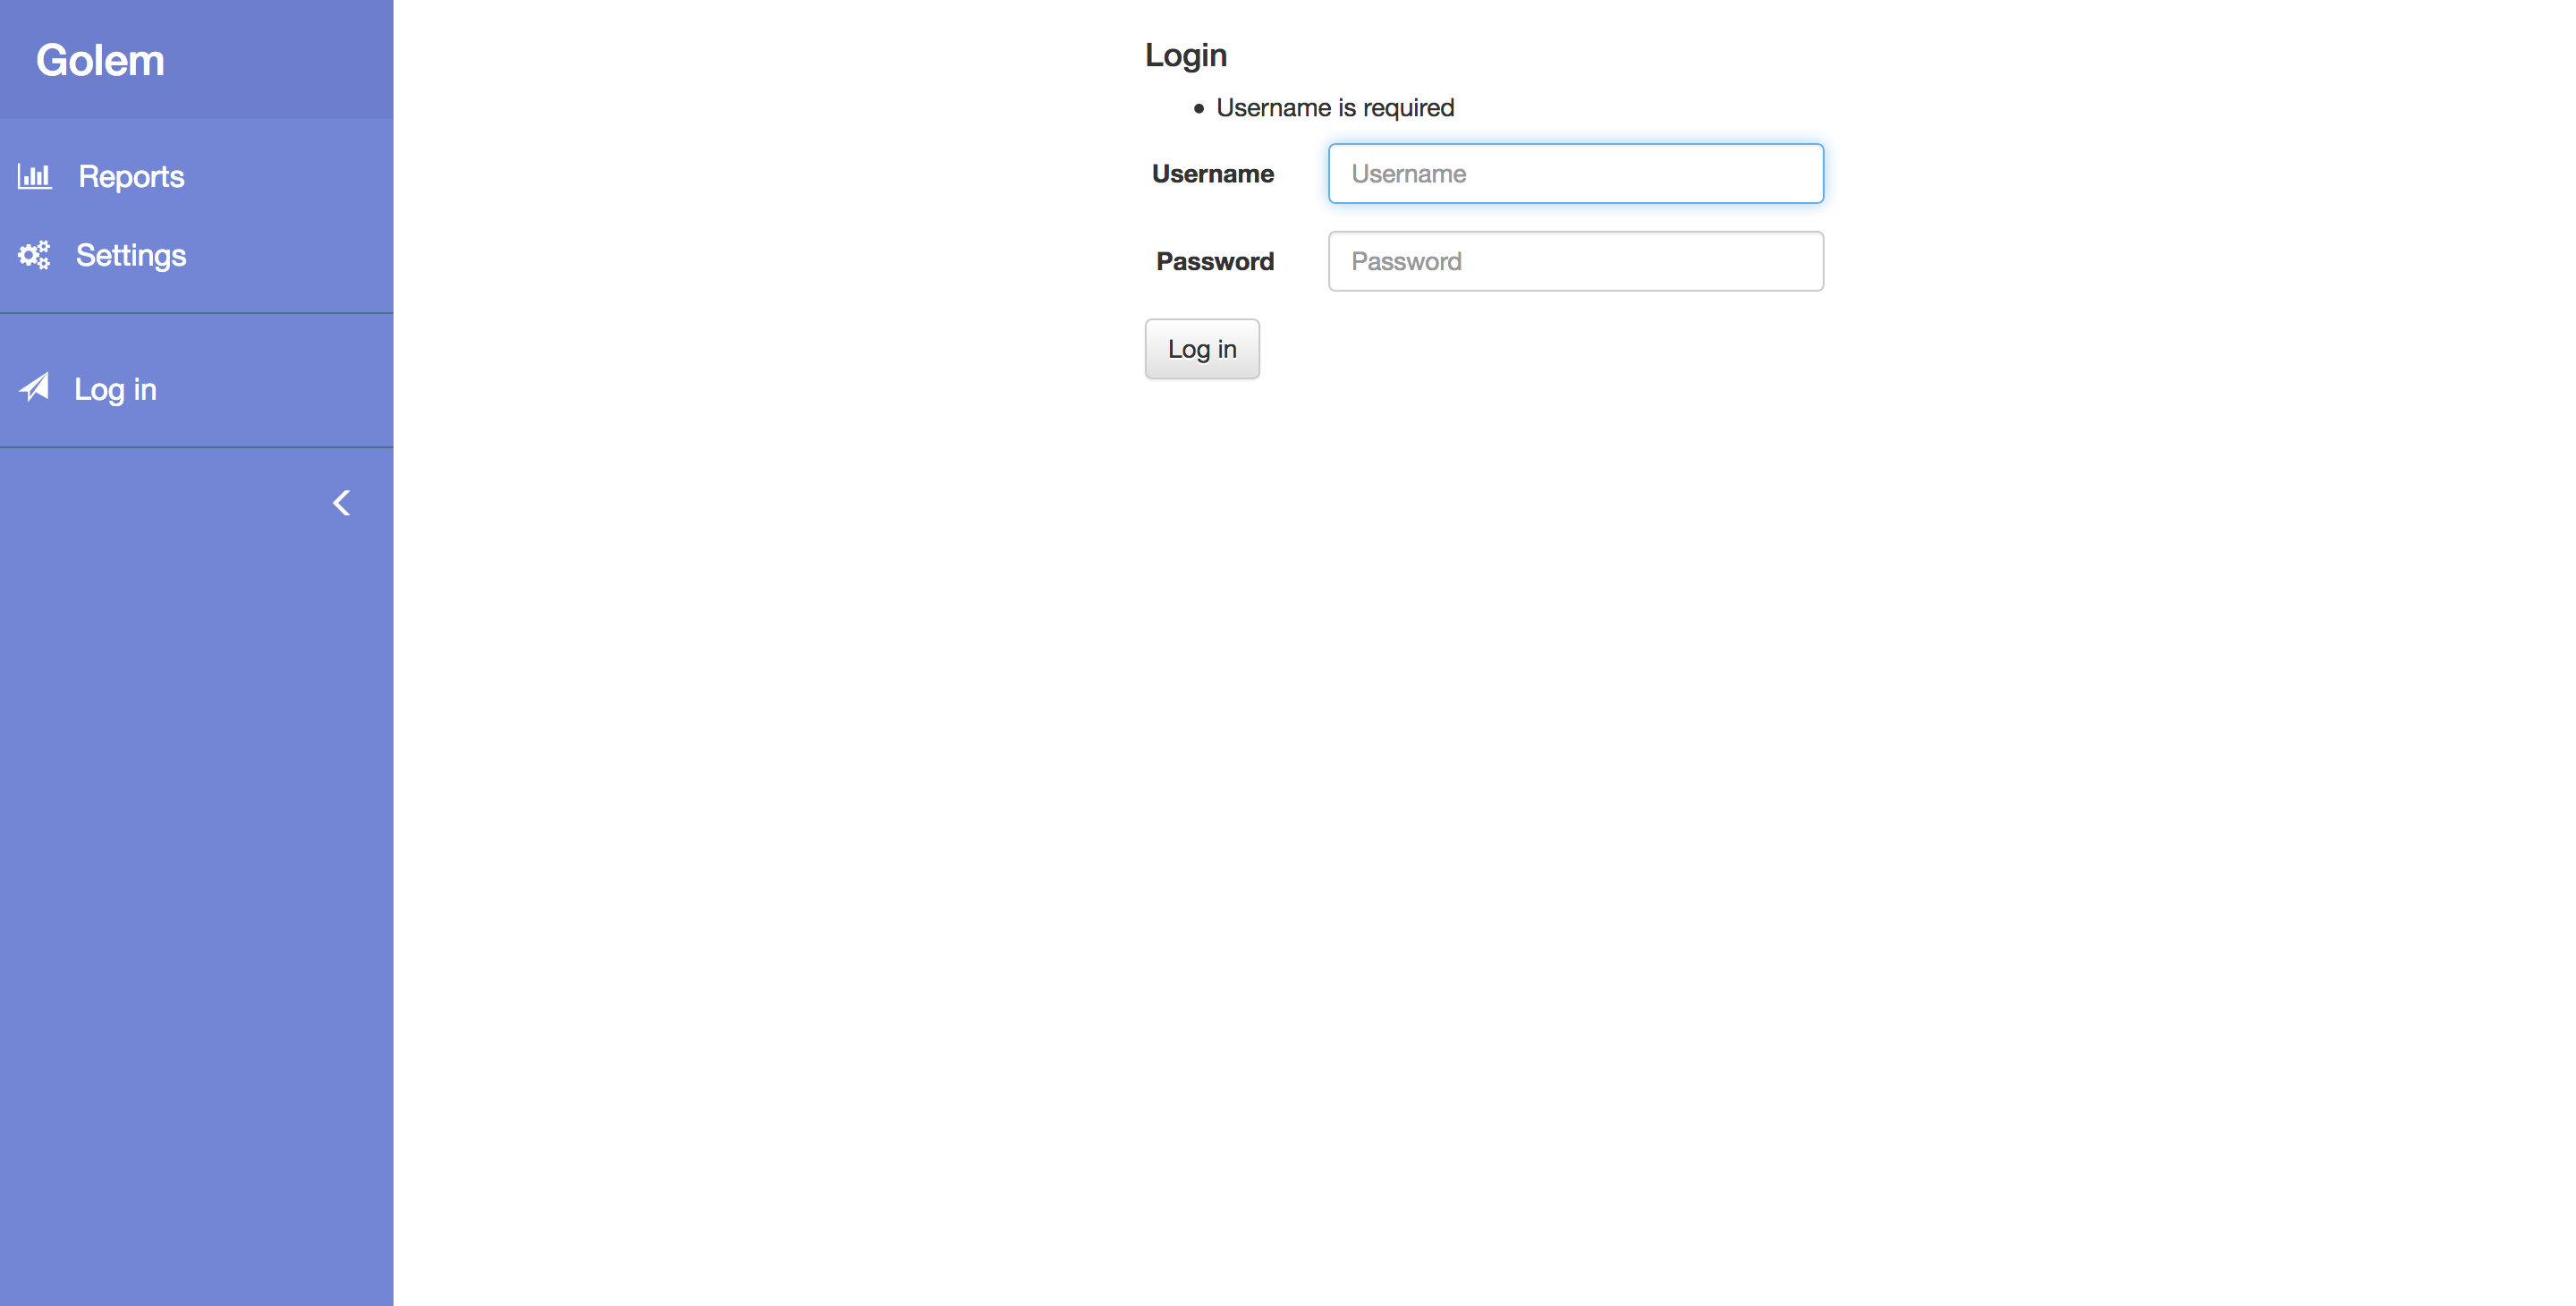 Golem
Reports
Settings
Log in
Login
Username is required
Username Username
Password Password
Log in